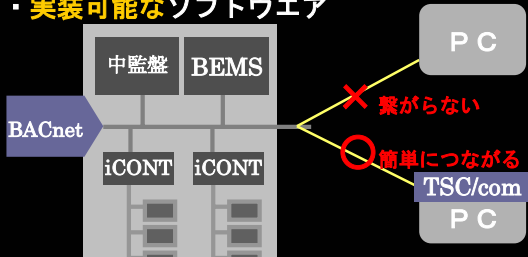 ・実装可能なソフトウエア
ＰＣ
中監盤
BEMS
繋がらない
BACnet
簡単につながる
iCONT
iCONT
TSC/com
ＰＣ